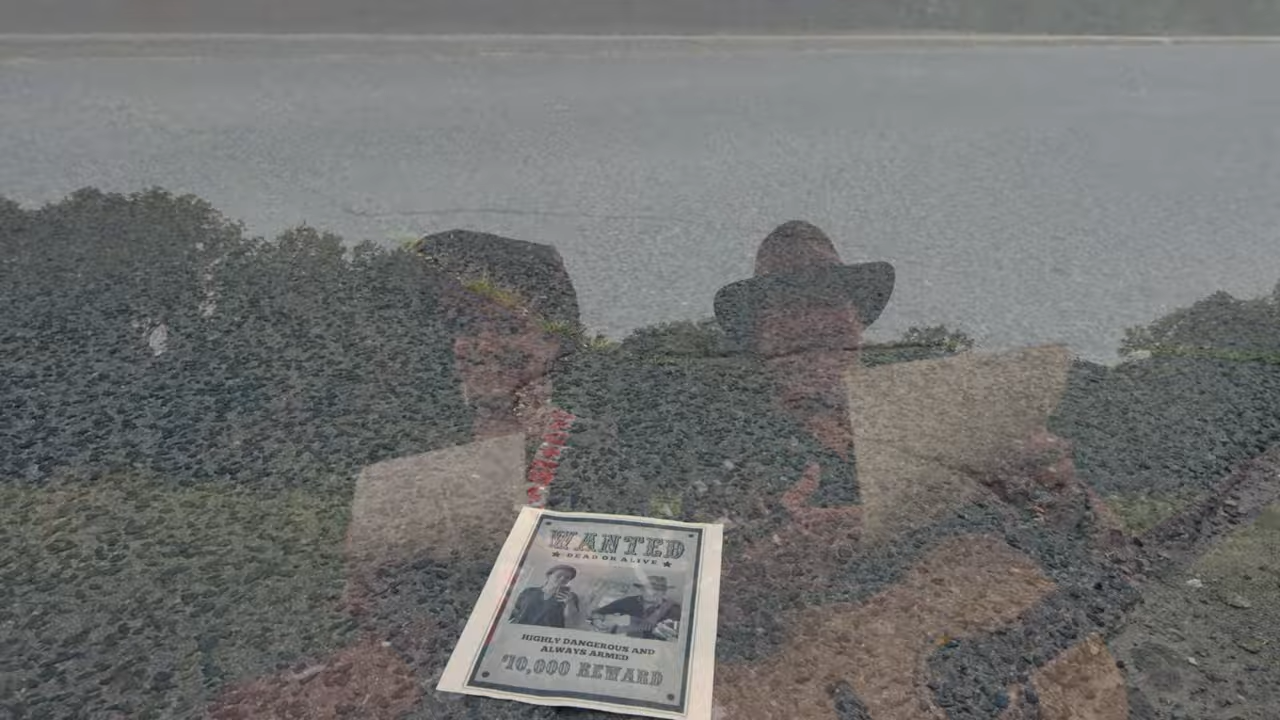 WANTED
★ DEAD OR ALIVE ★
HIGHLY DANGEROUS AND
ALWAYS ARMED
$10,000 REWARD